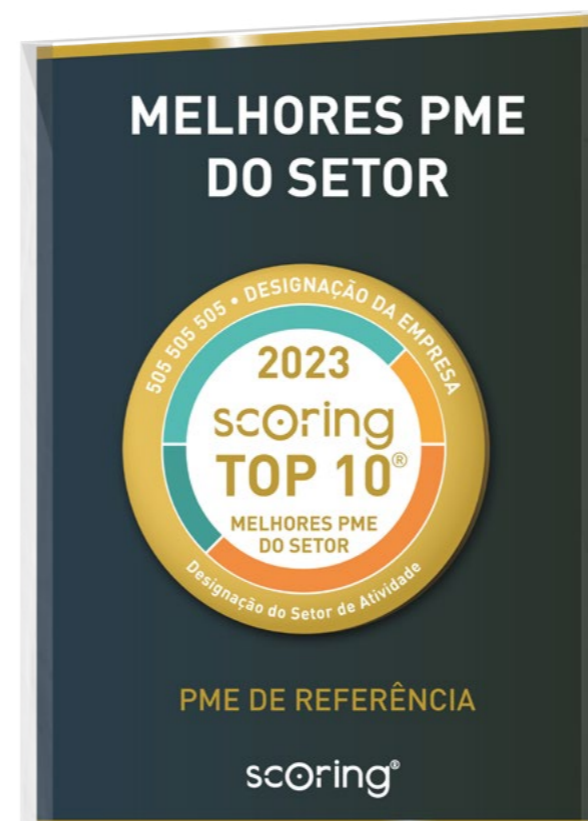 MELHORES PME
DO SETOR
505 505 505 • DESIGNAÇÃO DA EMPRESA
2023
scoring
TOP 10®
MELHORES PME
DO SETOR
Designação do Setor de Atividade
PME DE REFERÊNCIA
scoring®